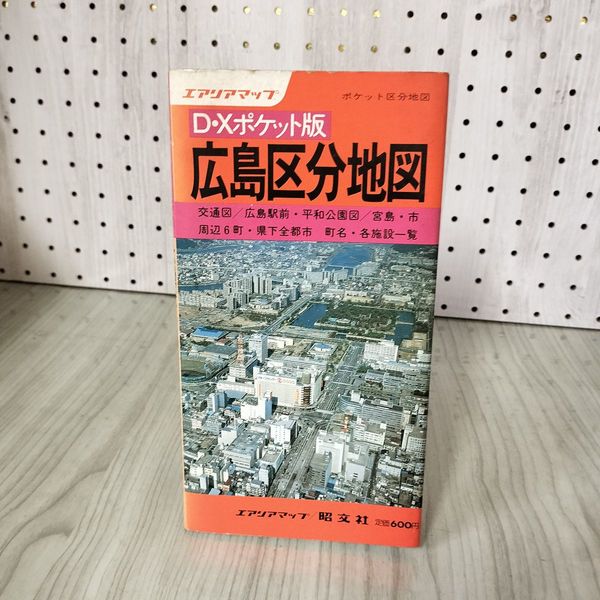 エアリアマップ
ポケット区分地図
D・Xポケット版
広島区分地図
交通図/広島駅前・平和公園図/宮島・市
周辺6町・県下全都市 町名・各施設一覧
エアリアマップ/昭文社 定価600円